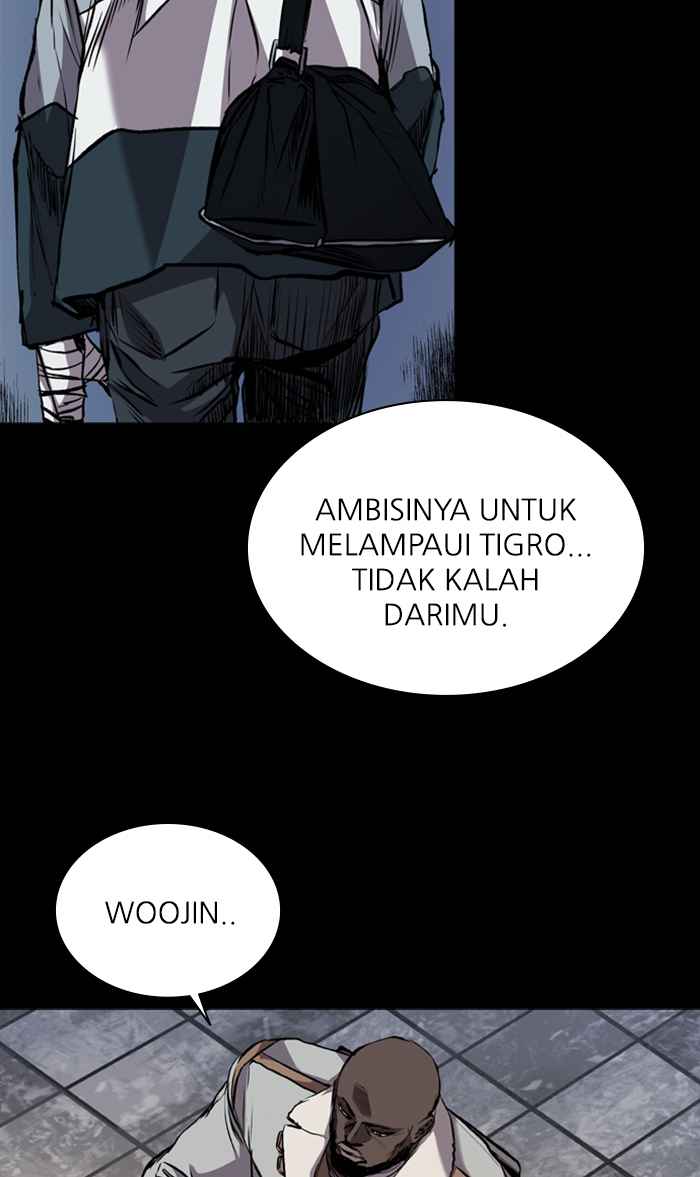 AMBISINYA UNTUK
MELAMPAUI TIGRO...
TIDAK KALAH
DARIMU.
WOOJIN..